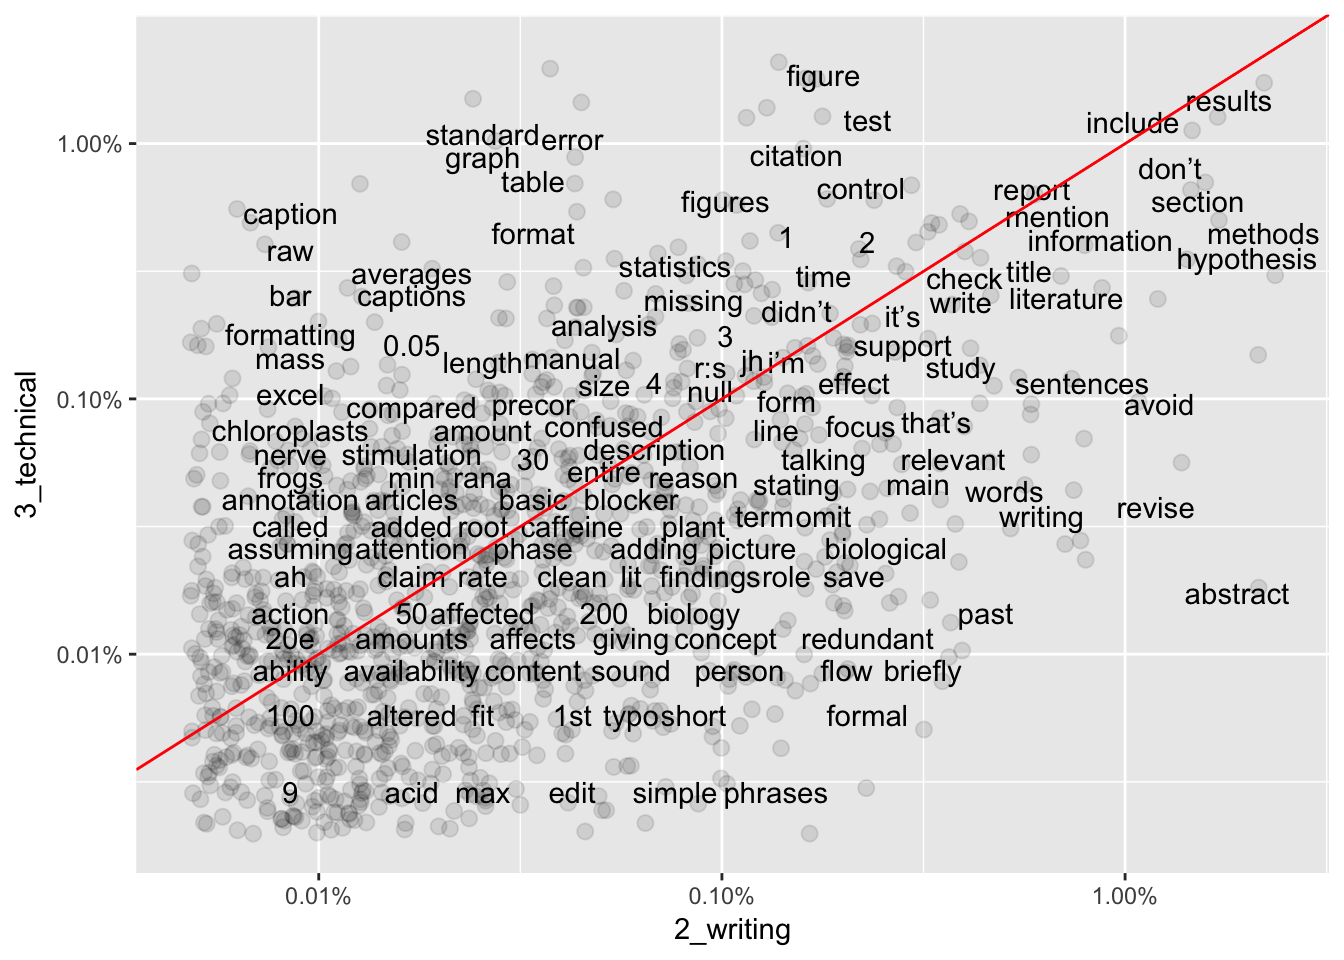 figure
results
test
include
standard error
1.00%
graph
citation
don’t
table
control
report
figures
section
caption
mention
format
1
2
information
methods
raw
hypothesis
statistics
averages
time
check
title
bar
captions
missing
write
literature
didn’t
it’s
formatting
analysis
3
0.05
support
mass
length
manual
jh
i’m
r:s
study
size
4
effect
sentences
excel
null
0.10%
compared
precor
form
avoid
chloroplasts
amount
confused
line
focus
that’s
nerve
stimulation
30
description
talking
relevant
frogs
min
rana
entire
reason
stating
main
words
3_technical
annotation
articles
basic
blocker
term
omit
writing
revise
called
added
root
caffeine
plant
assuming
attention
phase
adding
picture
biological
ah
claim
rate
clean
lit
findings
role
save
abstract
action
50
affected
200
biology
past
20e
amounts
affects
giving
concept
redundant
0.01%
ability
availability
content
sound
person
flow
briefly
100
altered
fit
1st
typo
short
formal
9
acid
max
edit
simple
phrases
0.01%
0.10%
1.00%
2_writing